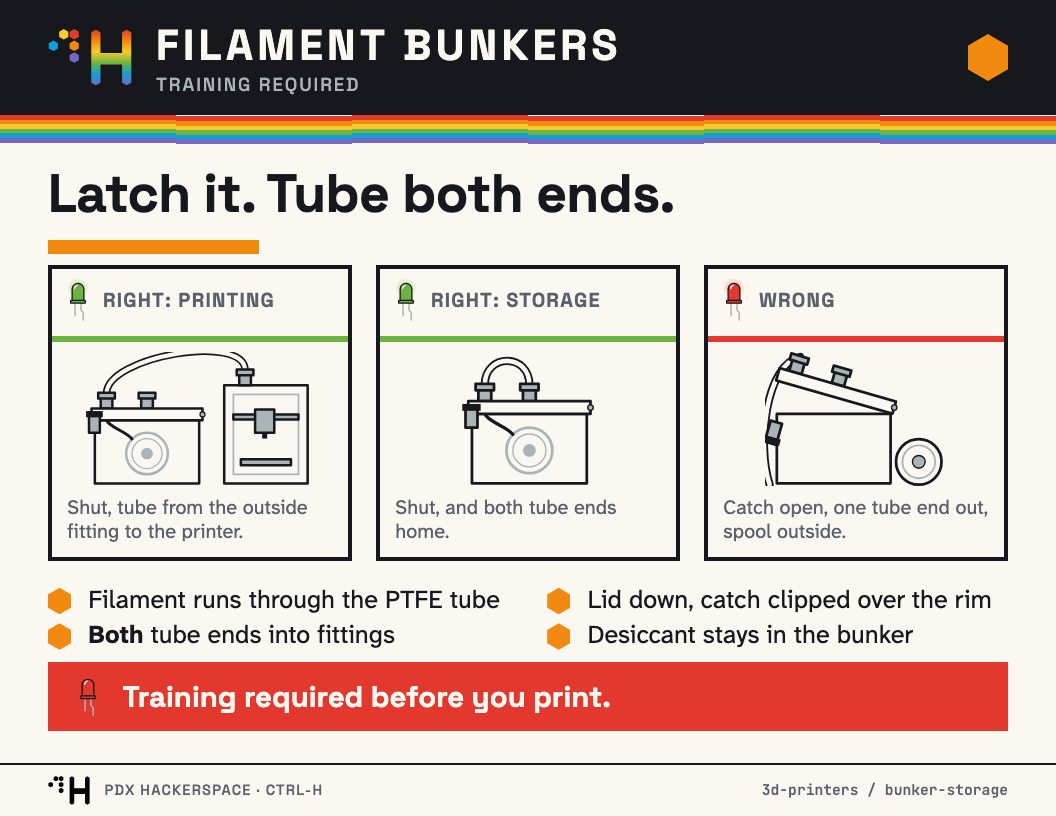 FILAMENT BUNKERS
TRAINING REQUIRED
Latch it. Tube both ends.
RIGHT: PRINTING
Shut, tube from the outside
fitting to the printer.
RIGHT: STORAGE
Shut, and both tube ends
home.
WRONG
Catch open, one tube end out,
spool outside.
Filament runs through the PTFE tube
Both tube ends into fittings
Lid down, catch clipped over the rim
Desiccant stays in the bunker
Training required before you print.
PDX HACKERSPACE · CTRL-H
3d-printers / bunker-storage